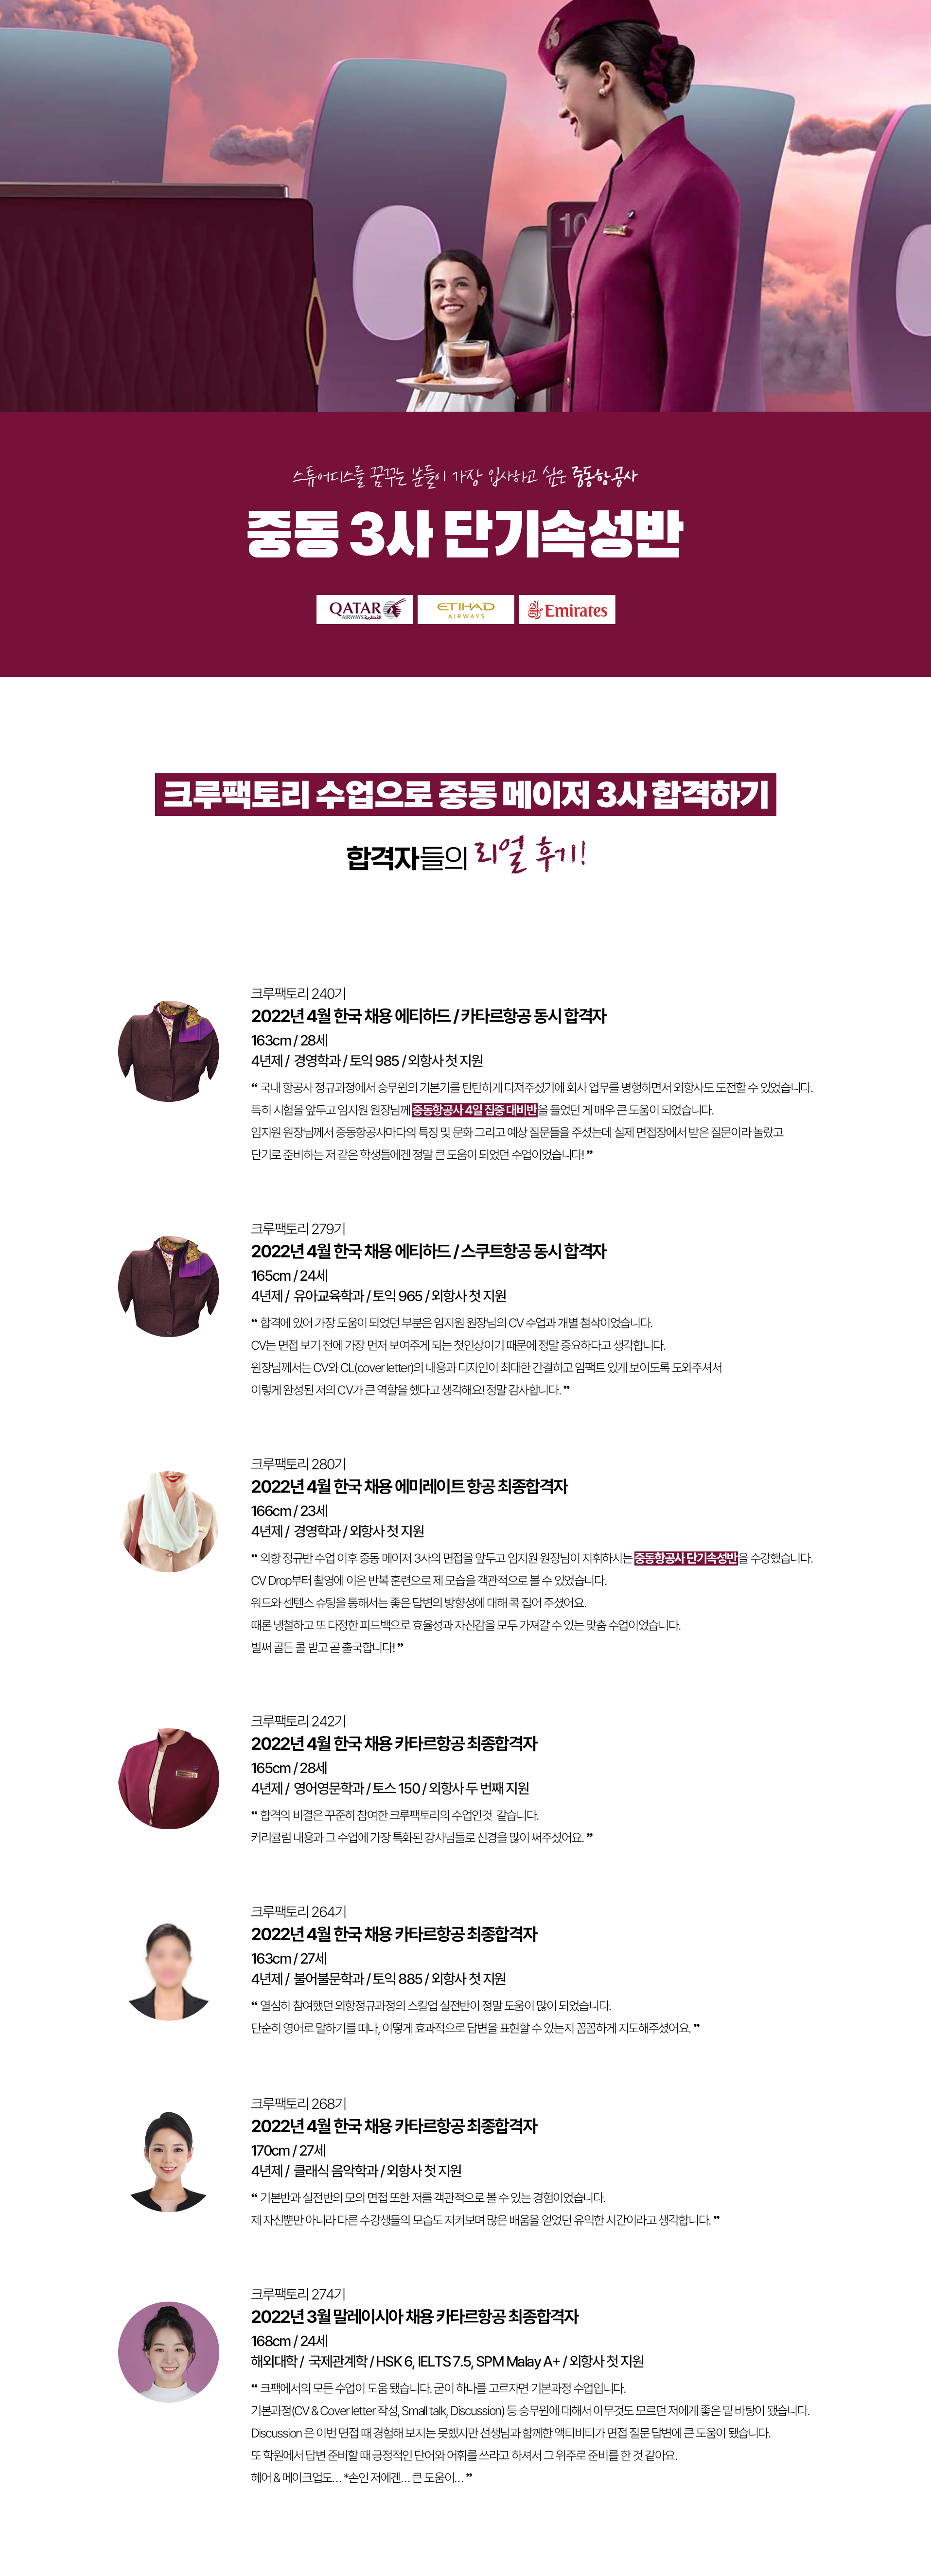 10
스튜어디스를 꿈꾸는 분들이 가장 입사하고 싶은 중동항공사
중동 3사 단기속성반
QATAR
AIRWAYS القطرية
ETIHAD
AIRWAYS
Emirates
크루팩토리 수업으로 중동 메이저 3사 합격하기
합격자들의 리얼 후기!
크루팩토리 240기
2022년 4월 한국 채용 에티하드 / 카타르항공 동시 합격자
163cm / 28세
4년제 / 경영학과 / 토익 985 / 외항사 첫 지원
❝ 국내 항공사 정규과정에서 승무원의 기본기를 탄탄하게 다져주셨기에 회사 업무를 병행하면서 외항사도 도전할 수 있었습니다.
특히 시험을 앞두고 임지원 원장님께 중동항공사 4일 집중 대비반을 들었던 게 매우 큰 도움이 되었습니다.
임지원 원장님께서 중동항공사마다의 특징 및 문화 그리고 예상 질문들을 주셨는데 실제 면접장에서 받은 질문이라 놀랐고
단기로 준비하는 저 같은 학생들에겐 정말 큰 도움이 되었던 수업이었습니다! ❞
크루팩토리 279기
2022년 4월 한국 채용 에티하드 / 스쿠트항공 동시 합격자
165cm / 24세
4년제 / 유아교육학과 / 토익 965 / 외항사 첫 지원
❝ 합격에 있어 가장 도움이 되었던 부분은 임지원 원장님의 CV 수업과 개별 첨삭이었습니다.
CV는 면접 보기 전에 가장 먼저 보여주게 되는 첫인상이기 때문에 정말 중요하다고 생각합니다.
원장님께서는 CV와 CL(cover letter)의 내용과 디자인이 최대한 간결하고 임팩트 있게 보이도록 도와주셔서
이렇게 완성된 저의 CV가 큰 역할을 했다고 생각해요! 정말 감사합니다. ❞
크루팩토리 280기
2022년 4월 한국 채용 에미레이트 항공 최종합격자
166cm / 23세
4년제 / 경영학과 / 외항사 첫 지원
❝ 외항 정규반 수업 이후 중동 메이저 3사의 면접을 앞두고 임지원 원장님이 지휘하시는 중동항공사 단기속성반을 수강했습니다.
CV Drop부터 촬영에 이은 반복 훈련으로 제 모습을 객관적으로 볼 수 있었습니다.
워드와 센텐스 슈팅을 통해서는 좋은 답변의 방향성에 대해 콕 집어 주셨어요.
때론 냉철하고 또 다정한 피드백으로 효율성과 자신감을 모두 가져갈 수 있는 맞춤 수업이었습니다.
벌써 골든 콜 받고 곧 출국합니다! ❞
크루팩토리 242기
2022년 4월 한국 채용 카타르항공 최종합격자
165cm / 28세
4년제 / 영어영문학과 / 토스 150 / 외항사 두 번째 지원
❝ 합격의 비결은 꾸준히 참여한 크루팩토리의 수업인것 같습니다.
커리큘럼 내용과 그 수업에 가장 특화된 강사님들로 신경을 많이 써주셨어요. ❞
크루팩토리 264기
2022년 4월 한국 채용 카타르항공 최종합격자
163cm / 27세
4년제 / 불어불문학과 / 토익 885 / 외항사 첫 지원
❝ 열심히 참여했던 외항정규과정의 스킬업 실전반이 정말 도움이 많이 되었습니다.
단순히 영어로 말하기를 떠나, 이떻게 효과적으로 답변을 표현할 수 있는지 꼼꼼하게 지도해주셨어요. ❞
크루팩토리 268기
2022년 4월 한국 채용 카타르항공 최종합격자
170cm / 27세
4년제 / 클래식 음악학과 / 외항사 첫 지원
❝ 기본반과 실전반의 모의 면접 또한 저를 객관적으로 볼 수 있는 경험이었습니다.
제 자신뿐만 아니라 다른 수강생들의 모습도 지켜보며 많은 배움을 얻었던 유익한 시간이라고 생각합니다. ❞
크루팩토리 274기
2022년 3월 말레이시아 채용 카타르항공 최종합격자
168cm / 24세
해외대학 / 국제관계학 / HSK 6, IELTS 7.5, SPM Malay A+ / 외항사 첫 지원
❝ 크팩에서의 모든 수업이 도움 됐습니다. 굳이 하나를 고르자면 기본과정 수업입니다.
기본과정(CV & Cover letter 작성, Small talk, Discussion) 등 승무원에 대해서 아무것도 모르던 저에게 좋은 밑 바탕이 됐습니다.
Discussion 은 이번 면접 때 경험해 보지는 못했지만 선생님과 함께한 액티비티가 면접 질문 답변에 큰 도움이 됐습니다.
또 학원에서 답변 준비할 때 긍정적인 단어와 어휘를 쓰라고 하셔서 그 위주로 준비를 한 것 같아요.
헤어 & 메이크업도… *손인 저에겐… 큰 도움이… ❞